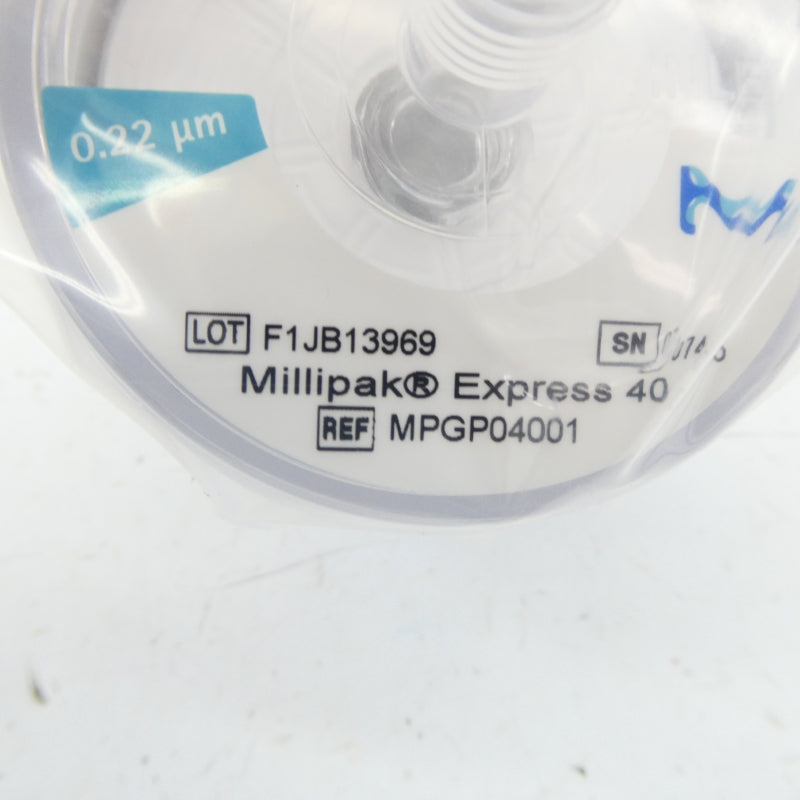 0.22 µm
LOT F1JB13969 SN
Millipak® Express 40
REF MPGP04001